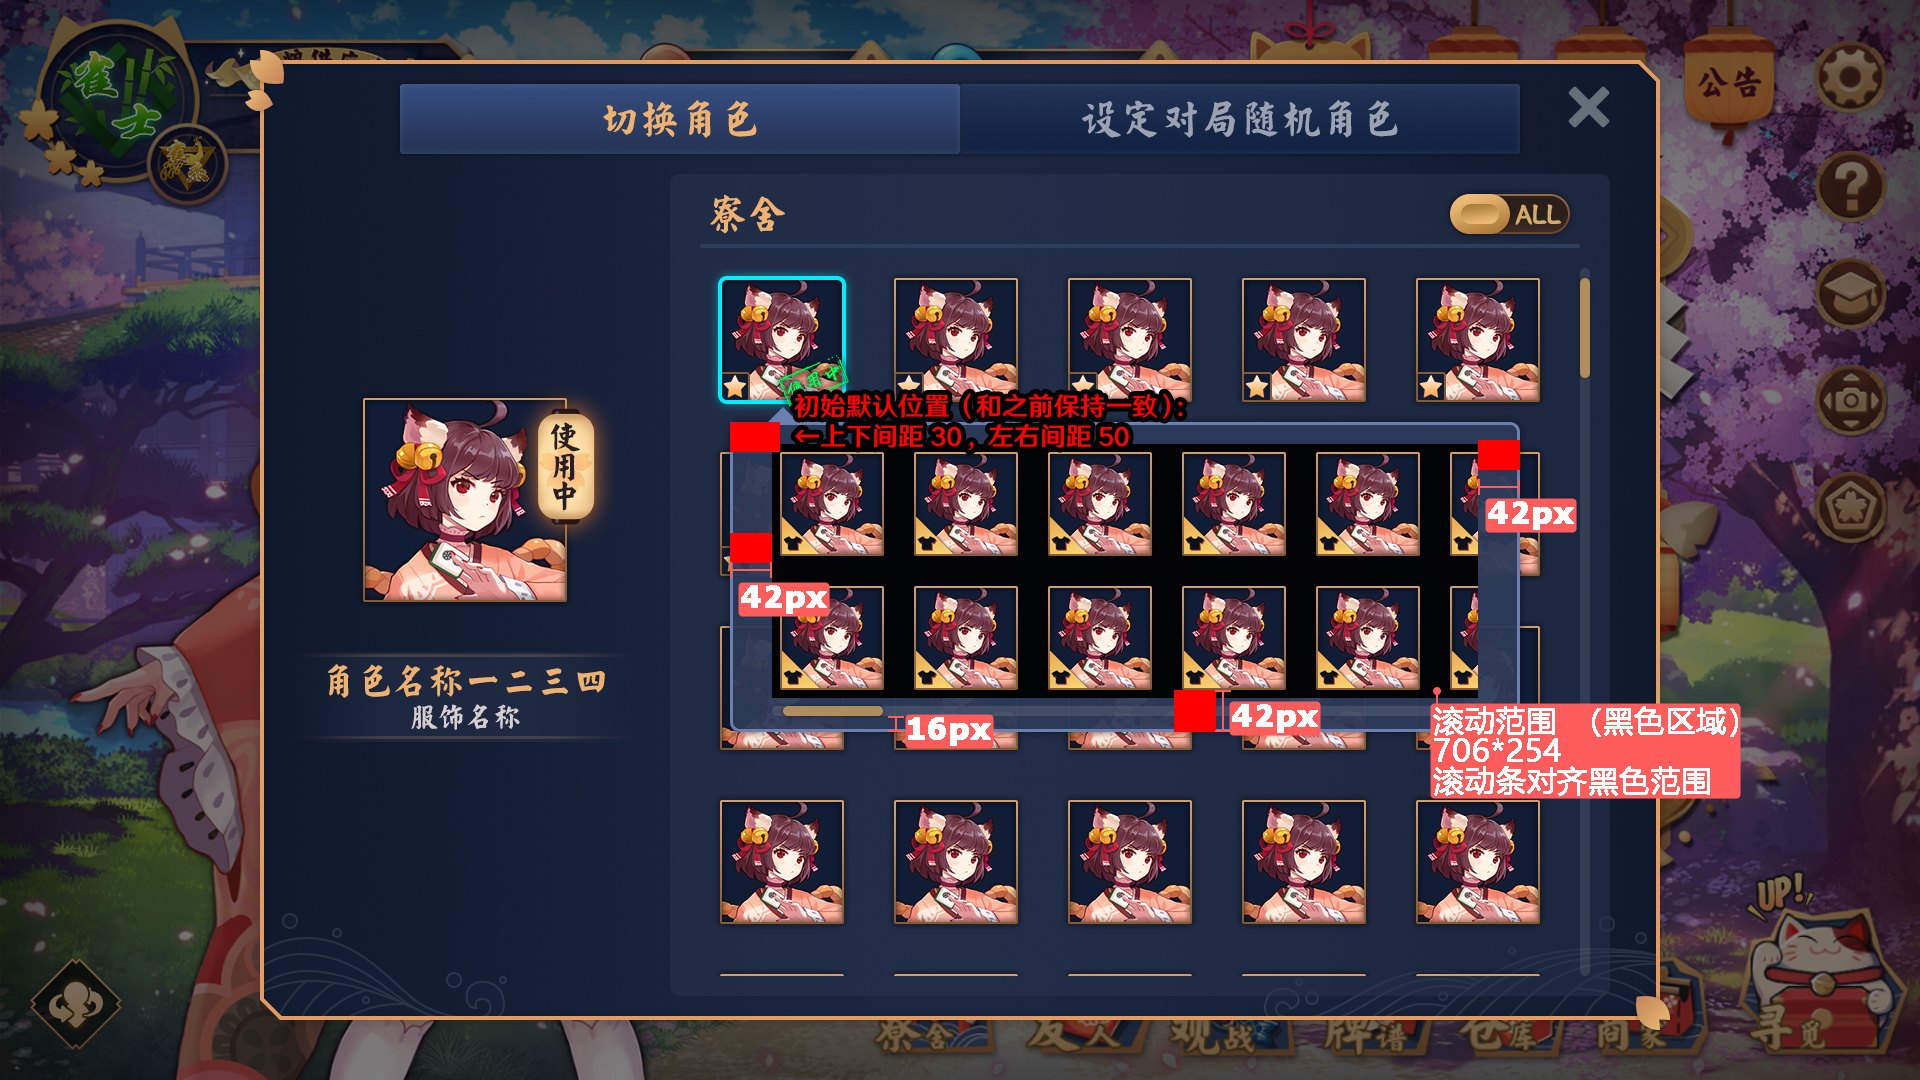 雀士
公告
切换角色
设定对局随机角色
寮舍
ALL
使用中
初始默认位置（和之前保持一致）：
←上下间距 30，左右间距 50
使用中
42px
42px
角色名称一二三四
服饰名称
16px
42px
滚动范围 （黑色区域）
706*254
滚动条对齐黑色范围
UP!
寮舍
友人
观战
牌谱
仓库
商家
寻觅